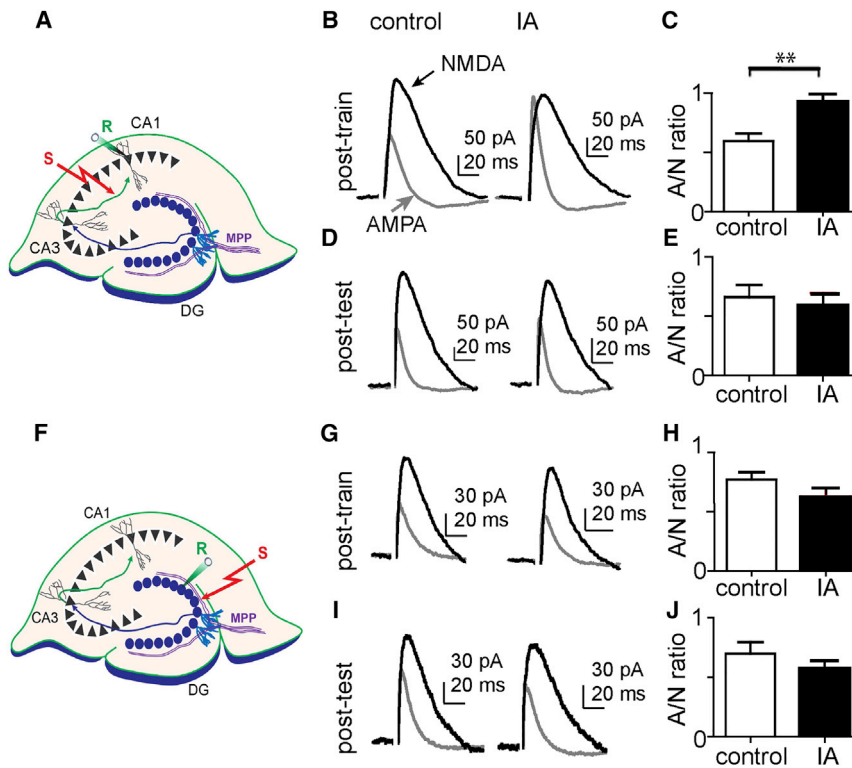 A
CA1
R
S
CA3
MPP
DG
B
control
IA
post-train
NMDA
AMPA
50 pA
20 ms
50 pA
20 ms
C
**
A/N ratio
1
0
control
IA
D
post-test
50 pA
20 ms
50 pA
20 ms
E
A/N ratio
1
0
control
IA
F
CA1
R
S
CA3
MPP
DG
G
post-train
30 pA
20 ms
30 pA
20 ms
H
A/N ratio
1
0
control
IA
I
post-test
30 pA
20 ms
30 pA
20 ms
J
A/N ratio
1
0
control
IA